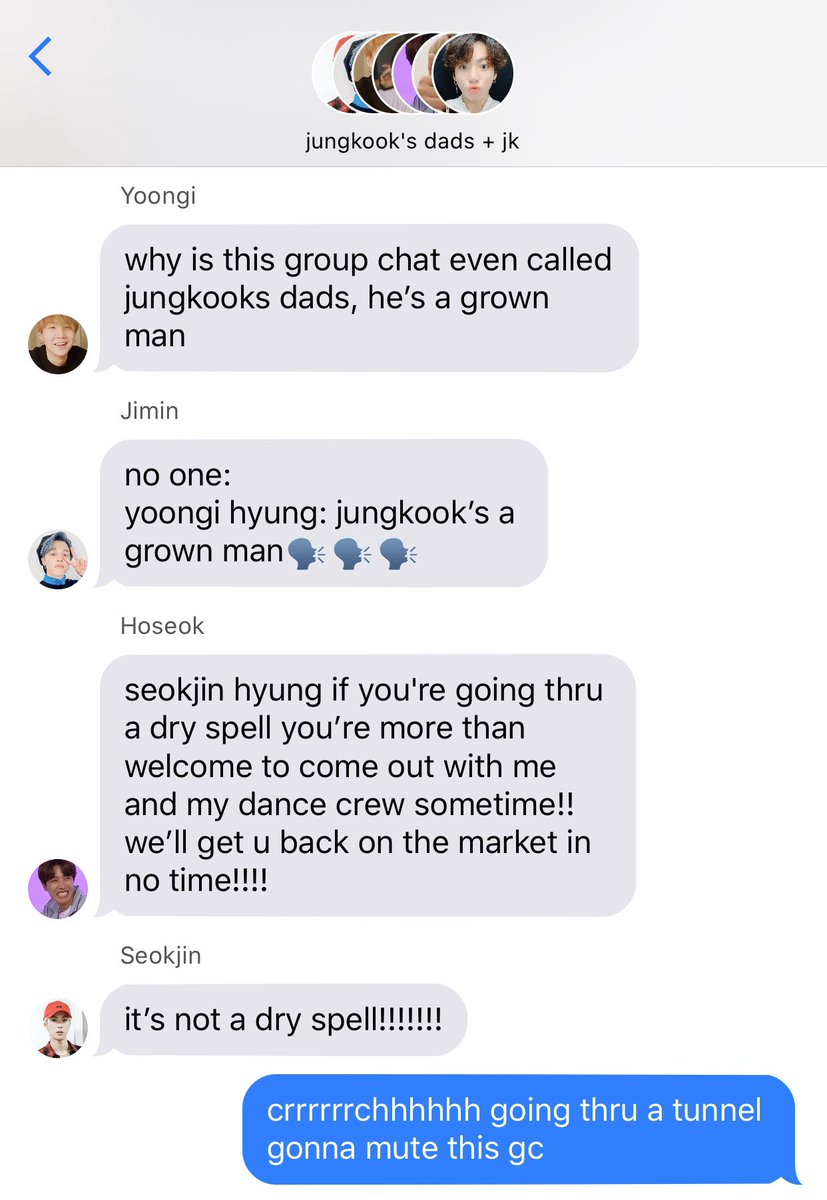 jungkook's dads + jk
Yoongi
why is this group chat even called
jungkooks dads, he’s a grown
man
Jimin
no one:
yoongi hyung: jungkook’s a
grown man🗣️🗣️🗣️
Hoseok
seokjin hyung if you're going thru
a dry spell you’re more than
welcome to come out with me
and my dance crew sometime!!
we’ll get u back on the market in
no time!!!!
Seokjin
it’s not a dry spell!!!!!!!
crrrrrrchhhhhh going thru a tunnel
gonna mute this gc